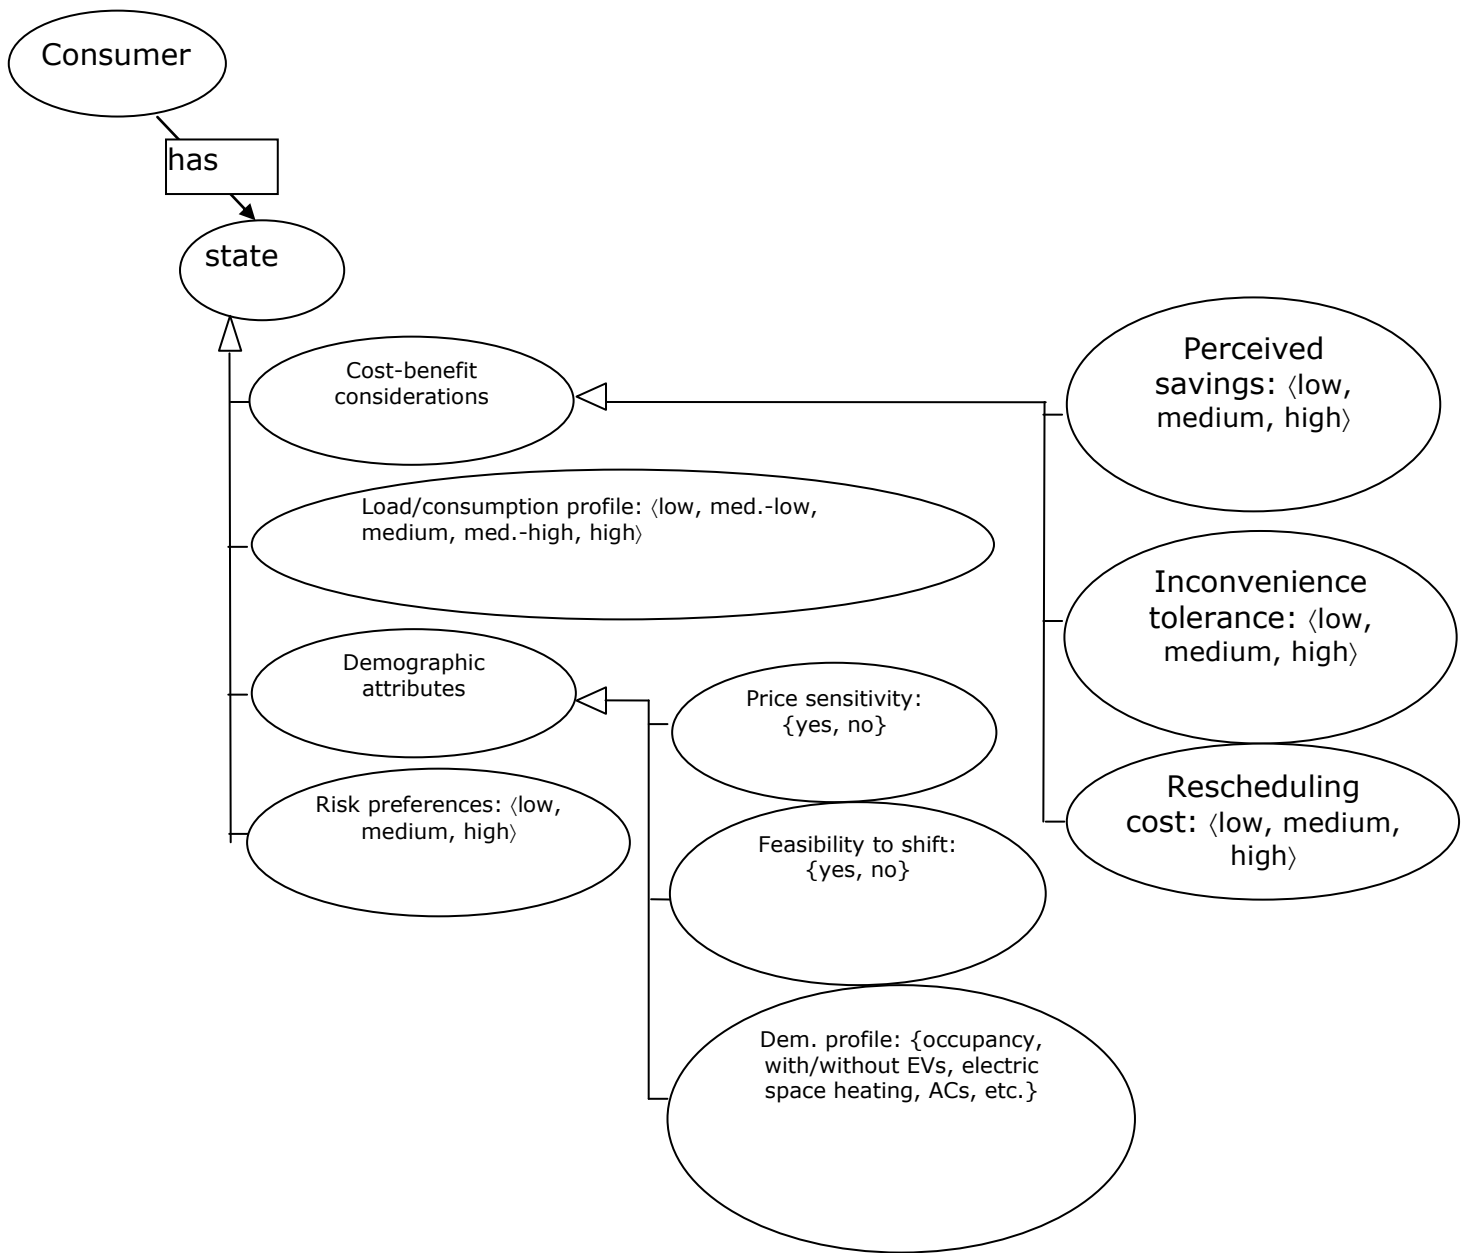 Consumer
has
state
Cost-benefit
considerations
Perceived
savings: ⟨low,
medium, high⟩
Load/consumption profile: ⟨low, med.-low,
medium, med.-high, high⟩
Inconvenience
tolerance: ⟨low,
medium, high⟩
Demographic
attributes
Price sensitivity:
{yes, no}
Risk preferences: ⟨low,
medium, high⟩
Rescheduling
cost: ⟨low, medium,
high⟩
Feasibility to shift:
{yes, no}
Dem. profile: {occupancy,
with/without EVs, electric
space heating, ACs, etc.}